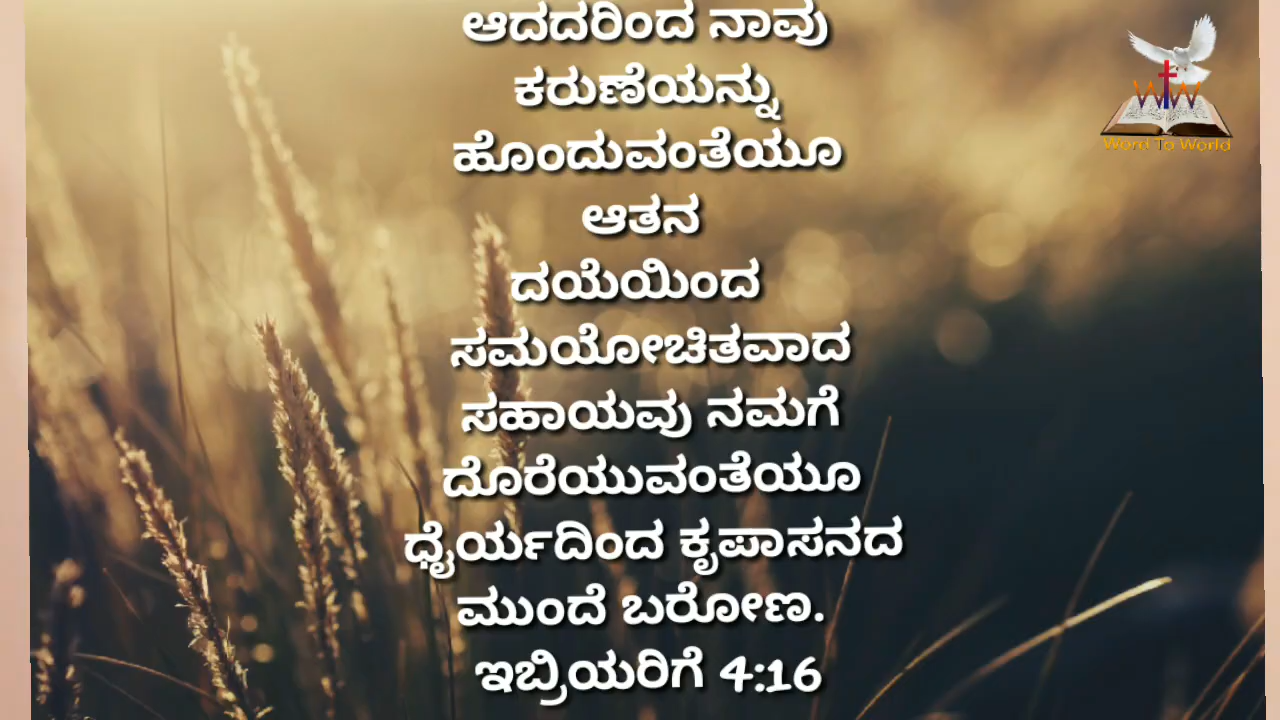 ಆದದರಿಂದ ನಾವು
ಕರುಣೆಯನ್ನು
ಹೊಂದುವಂತೆಯೂ
ಆತನ
ದಯೆಯಿಂದ
ಸಮಯೋಚಿತವಾದ
ಸಹಾಯವು ನಮಗೆ
ದೊರೆಯುವಂತೆಯೂ
ಧೈರ್ಯದಿಂದ ಕೃಪಾಸನದ
ಮುಂದೆ ಬರೋಣ.
ಇಬ್ರಿಯರಿಗೆ 4:16
WTW
Word To World